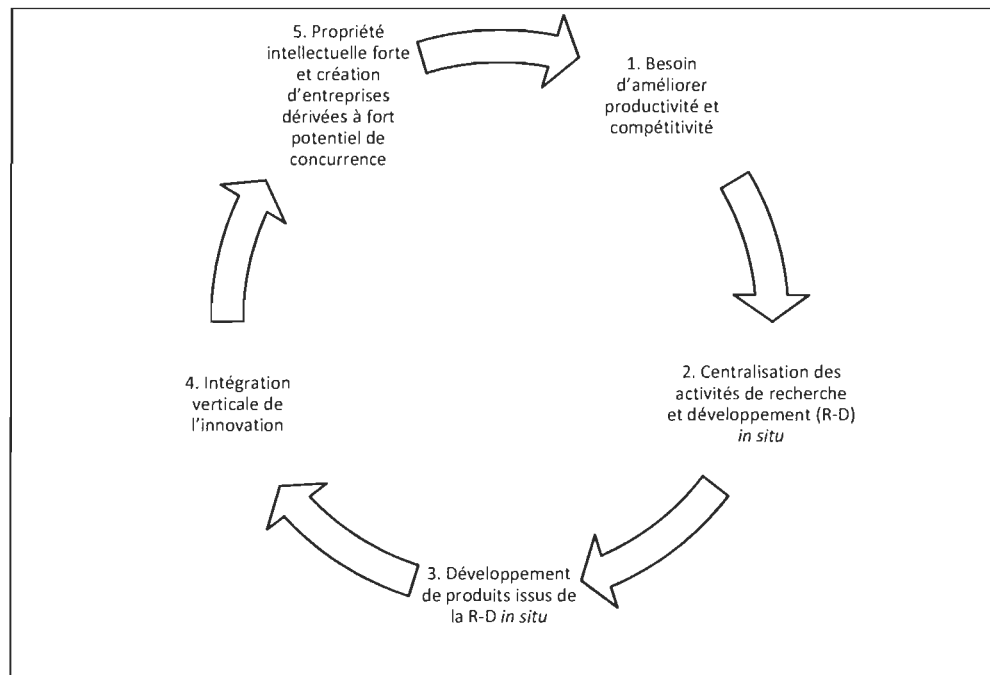 5. Propriété
intellectuelle forte
et création
d'entreprises
dérivées à fort
potentiel de
concurrence
1. Besoin
d'améliorer
productivité et
compétitivité
2. Centralisation des
activités de recherche
et développement (R-D)
in situ
3. Développement
de produits issus de
la R-D in situ
4. Intégration
verticale de
l'innovation